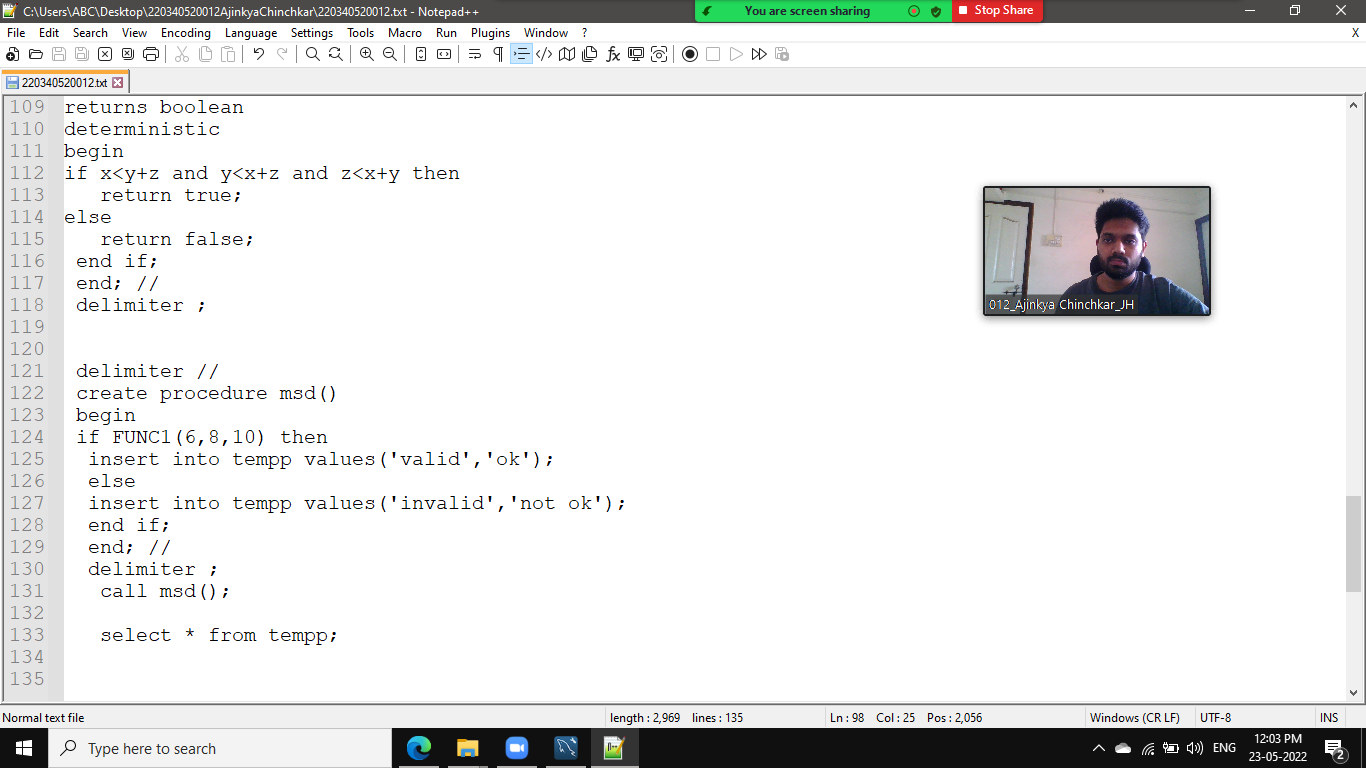 C:\Users\ABC\Desktop\220340520012AjinkyaChinchkar\220340520012.txt - Notepad++
You are screen sharing
Stop Share
File Edit Search View Encoding Language Settings Tools Macro Run Plugins Window ? X
220340520012.txt
109 returns boolean
110 deterministic
111 begin
112 if x<y+z and y<x+z and z<x+y then
113 return true;
114 else
115 return false;
116 end if;
117 end; //
118 delimiter ;
119
120
121 delimiter //
122 create procedure msd()
123 begin
124 if FUNC1(6,8,10) then
125 insert into tempp values('valid','ok');
126 else
127 insert into tempp values('invalid','not ok');
128 end if;
129 end; //
130 delimiter ;
131 call msd();
132
133 select * from tempp;
134
135
012_Ajinkya Chinchkar_JH
Normal text file length : 2,969 lines : 135 Ln : 98 Col : 25 Pos : 2,056 Windows (CR LF) UTF-8 INS
Type here to search
ENG
12:03 PM
23-05-2022
2